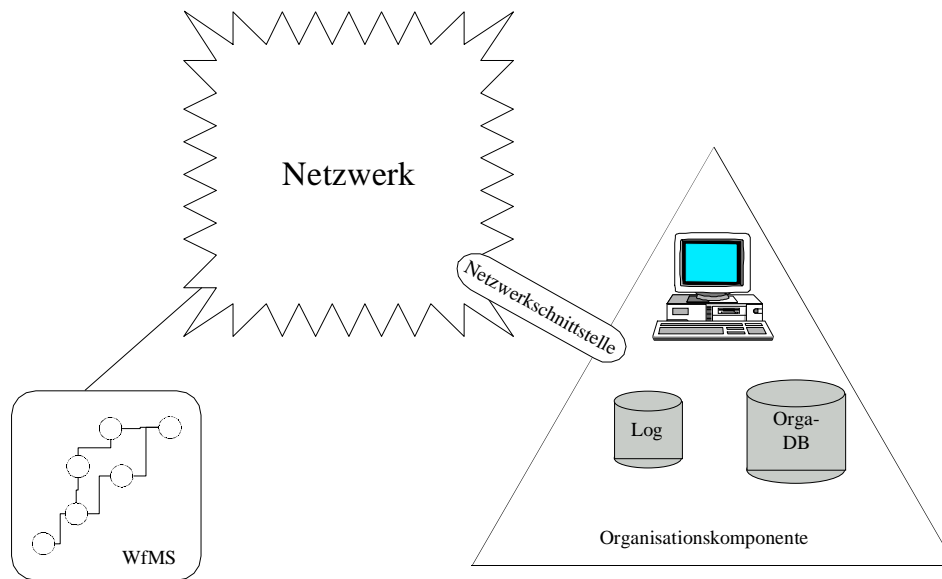 Netzwerk
Netzwerkschnittstelle
Log
Orga-
DB
Organisationskomponente
WfMS